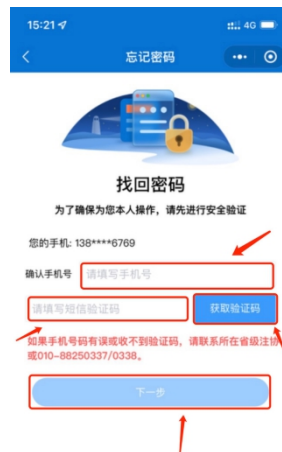 15:21
4G
忘记密码
找回密码
为了确保为您本人操作，请先进行安全验证
您的手机: 138****6769
确认手机号 请填写手机号
请填写短信验证码 获取验证码
如果手机号码有误或收不到验证码，请联系所在省级注协
或010-88250337/0338。
下一步